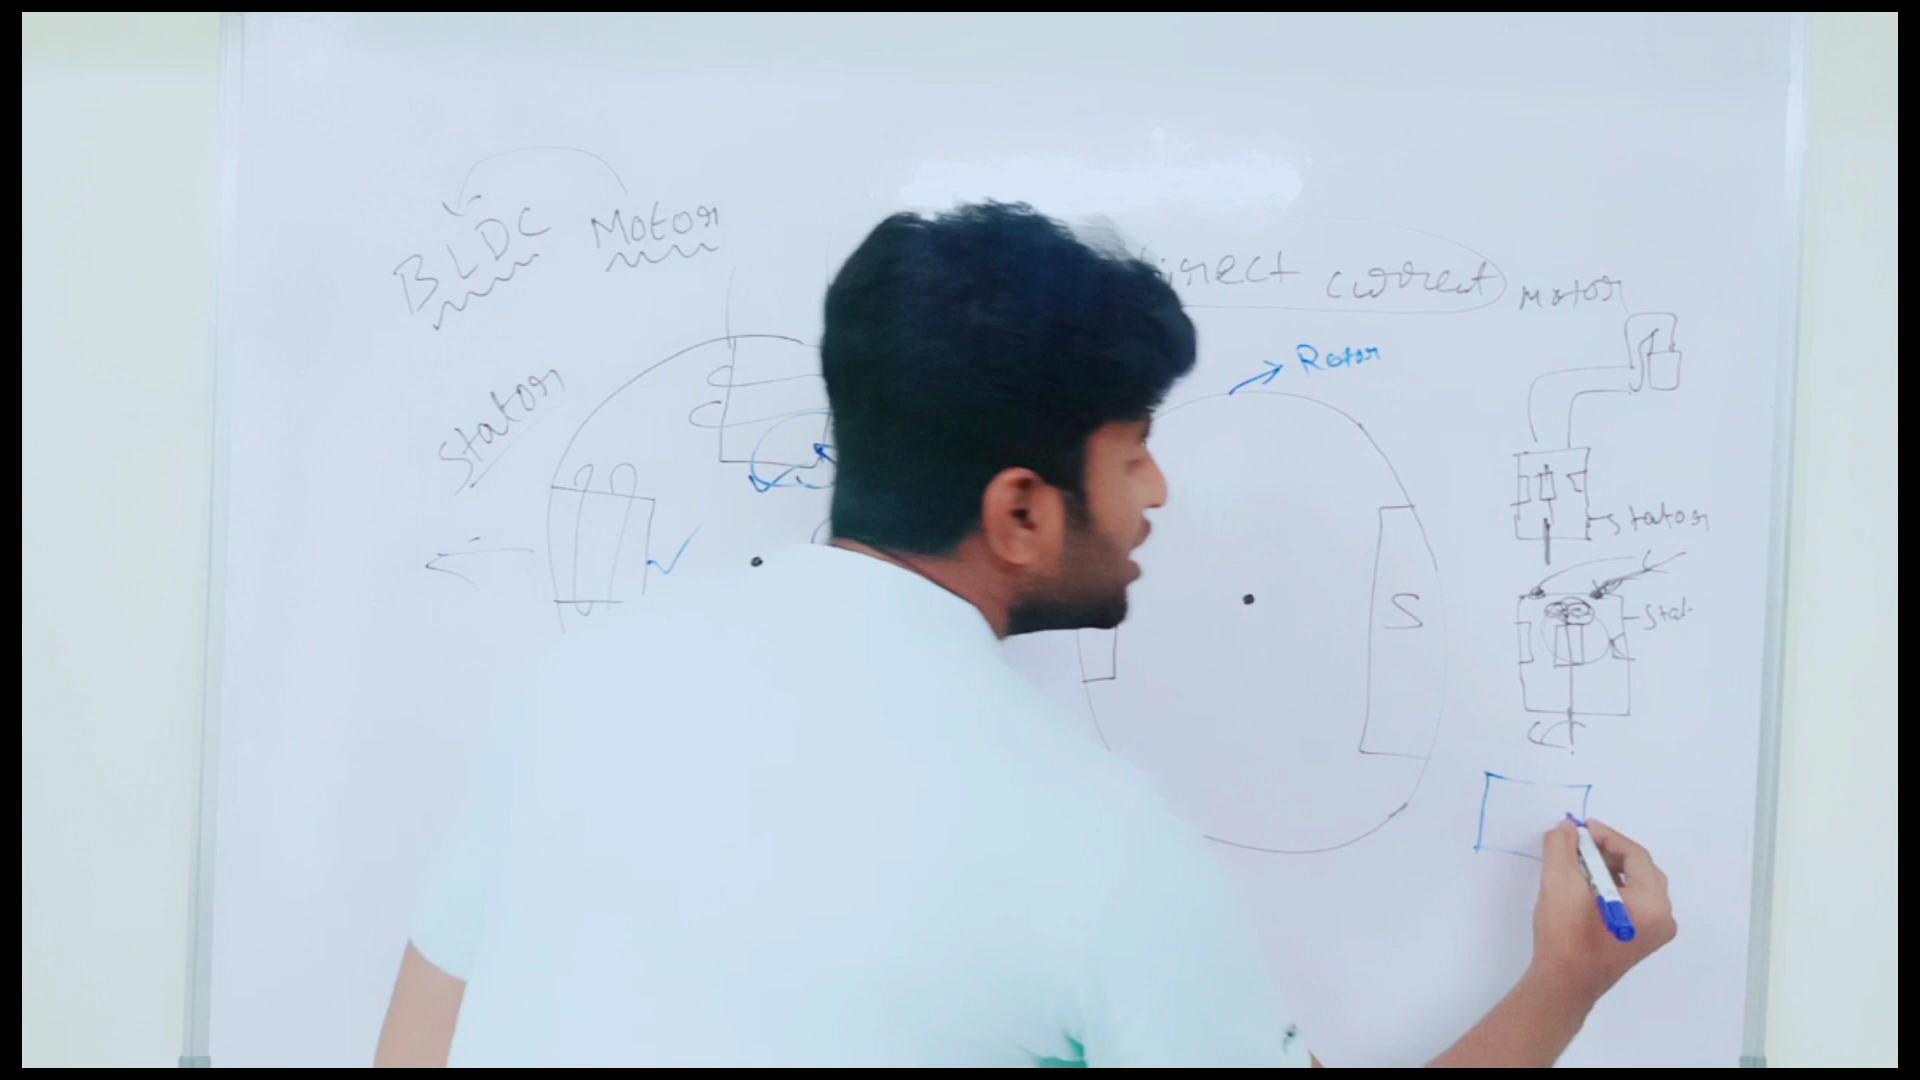 BLDC Motor
irect current Motor
Stator
Rotor
Stator
S
Stat